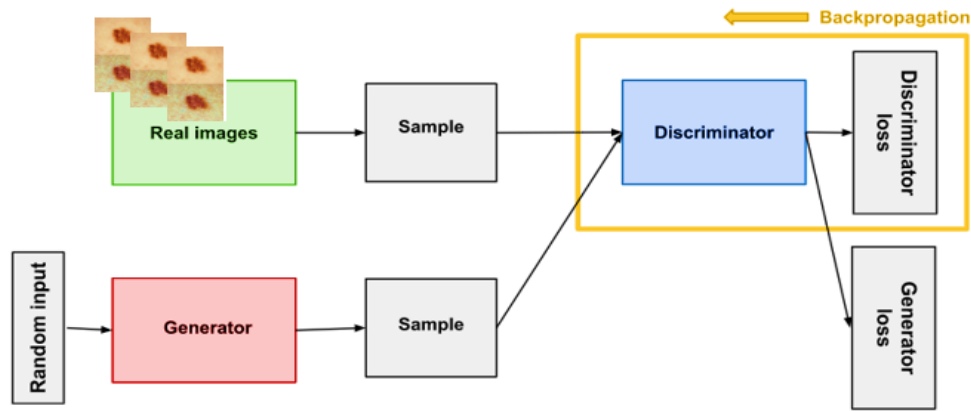 Backpropagation
Real images
Sample
Discriminator
Discriminator
loss
Random input
Generator
Sample
Generator
loss